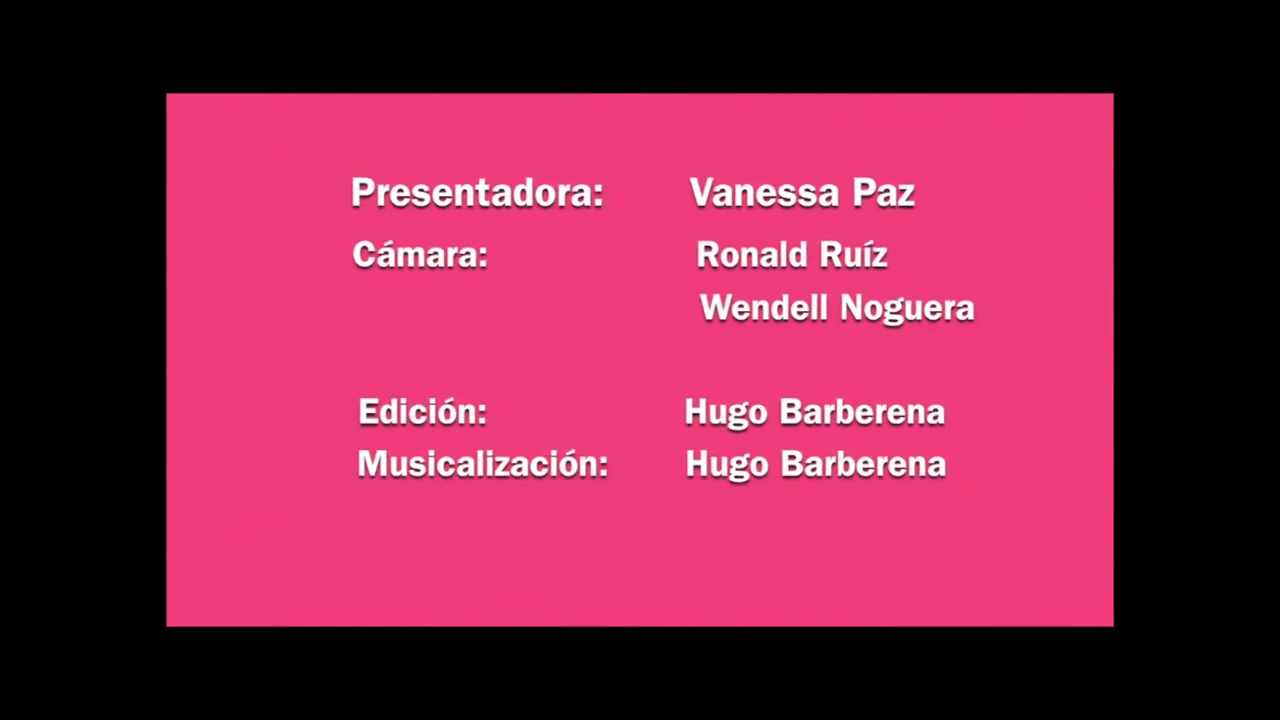 Presentadora: Vanessa Paz
Cámara: Ronald Ruíz
Wendell Noguera
Edición: Hugo Barberena
Musicalización: Hugo Barberena